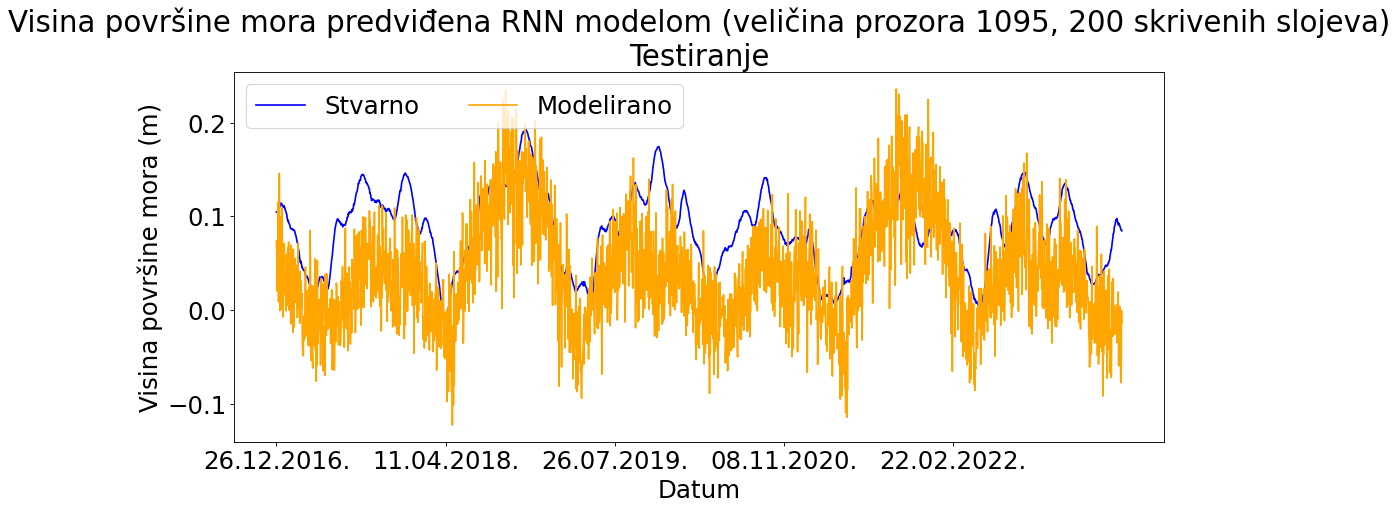 Visina površine mora predviđena RNN modelom (veličina prozora 1095, 200 skrivenih slojeva)
Testiranje
Stvarno Modelirano
Visina površine mora (m)
0.2
0.1
0.0
−0.1
26.12.2016. 11.04.2018. 26.07.2019. 08.11.2020. 22.02.2022.
Datum